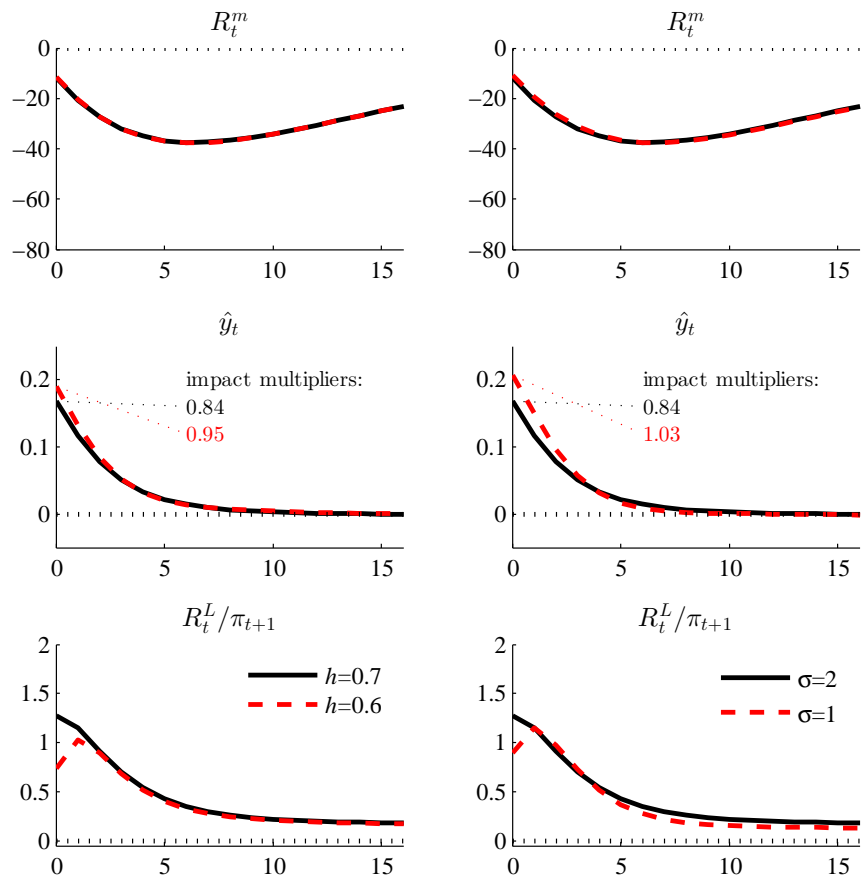 R_t^m
0
−20
−40
−60
−80
0 5 10 15
R_t^m
0
−20
−40
−60
−80
0 5 10 15
ŷ_t
0.2
0.1
0
impact multipliers:
0.84
0.95
0 5 10 15
ŷ_t
0.2
0.1
0
impact multipliers:
0.84
1.03
0 5 10 15
R_t^L/π_{t+1}
2
1.5
1
0.5
0
h=0.7
h=0.6
0 5 10 15
R_t^L/π_{t+1}
2
1.5
1
0.5
0
σ=2
σ=1
0 5 10 15